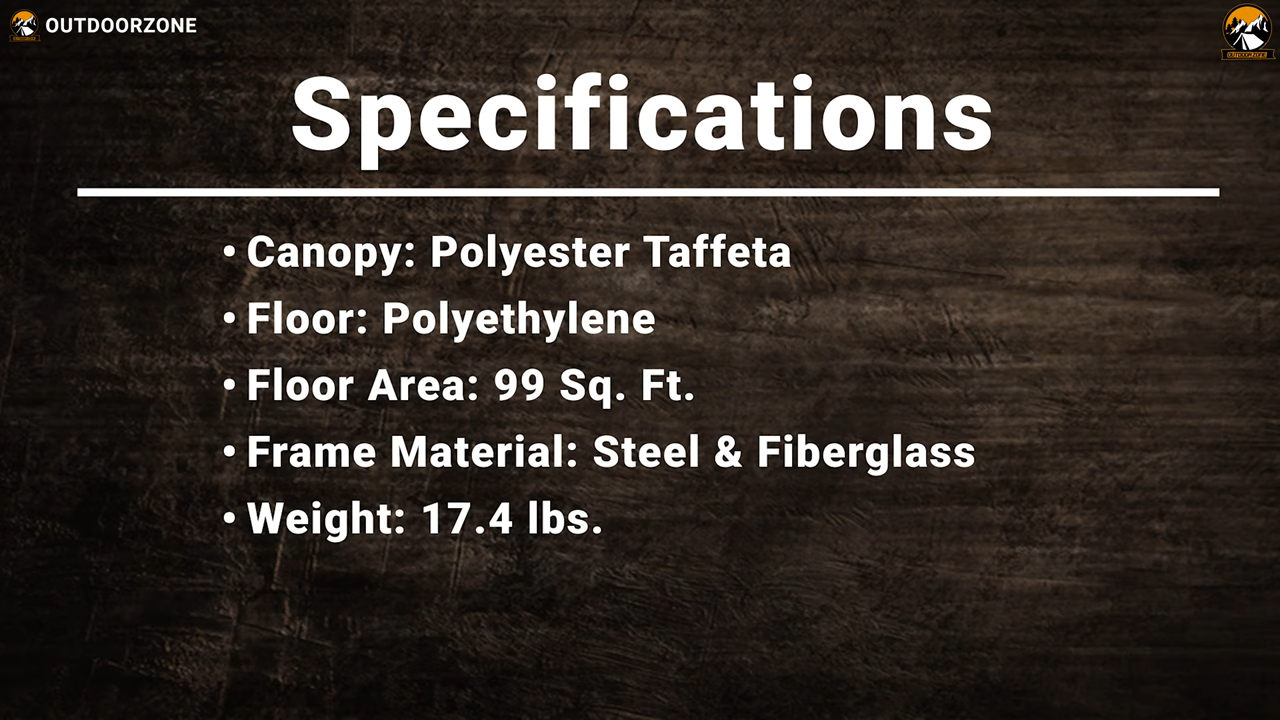 OUTDOORZONE
OUTDOORZONE
Specifications
• Canopy: Polyester Taffeta
• Floor: Polyethylene
• Floor Area: 99 Sq. Ft.
• Frame Material: Steel & Fiberglass
• Weight: 17.4 lbs.